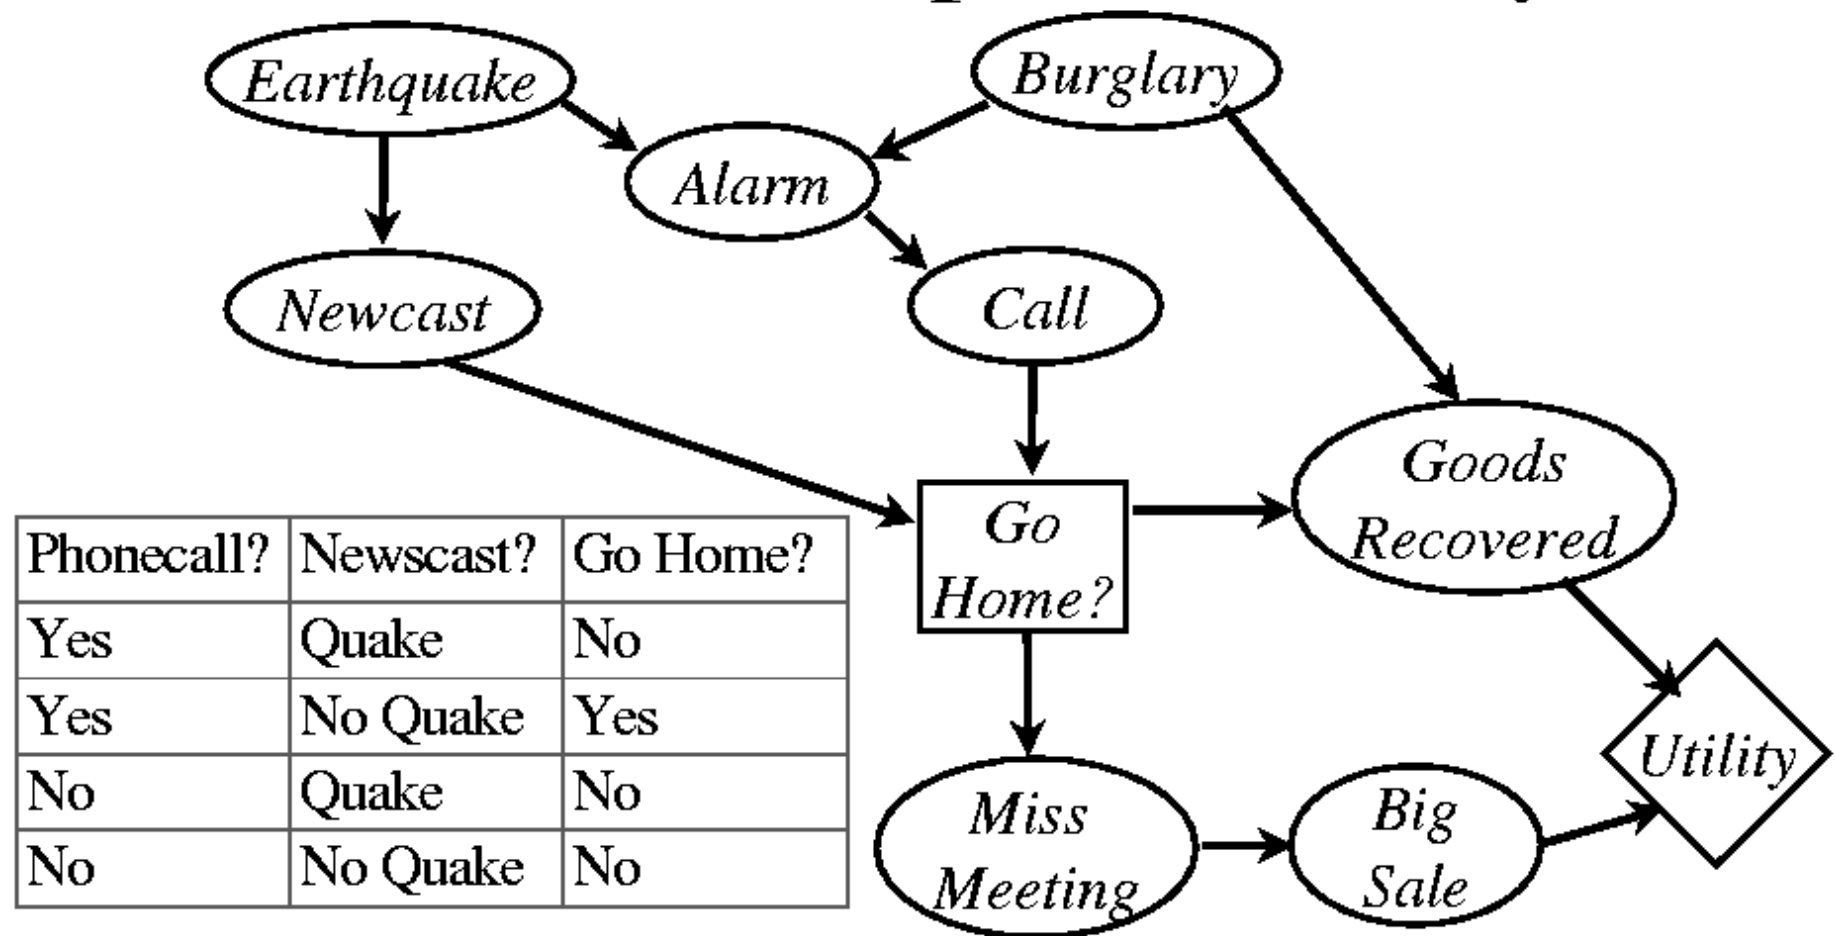 Earthquake
Burglary
Alarm
Newcast
Call
Goods
Recovered
Go
Home?
Phonecall? Newscast? Go Home?
Yes Quake No
Yes No Quake Yes
No Quake No
No No Quake No
Utility
Miss
Meeting
Big
Sale